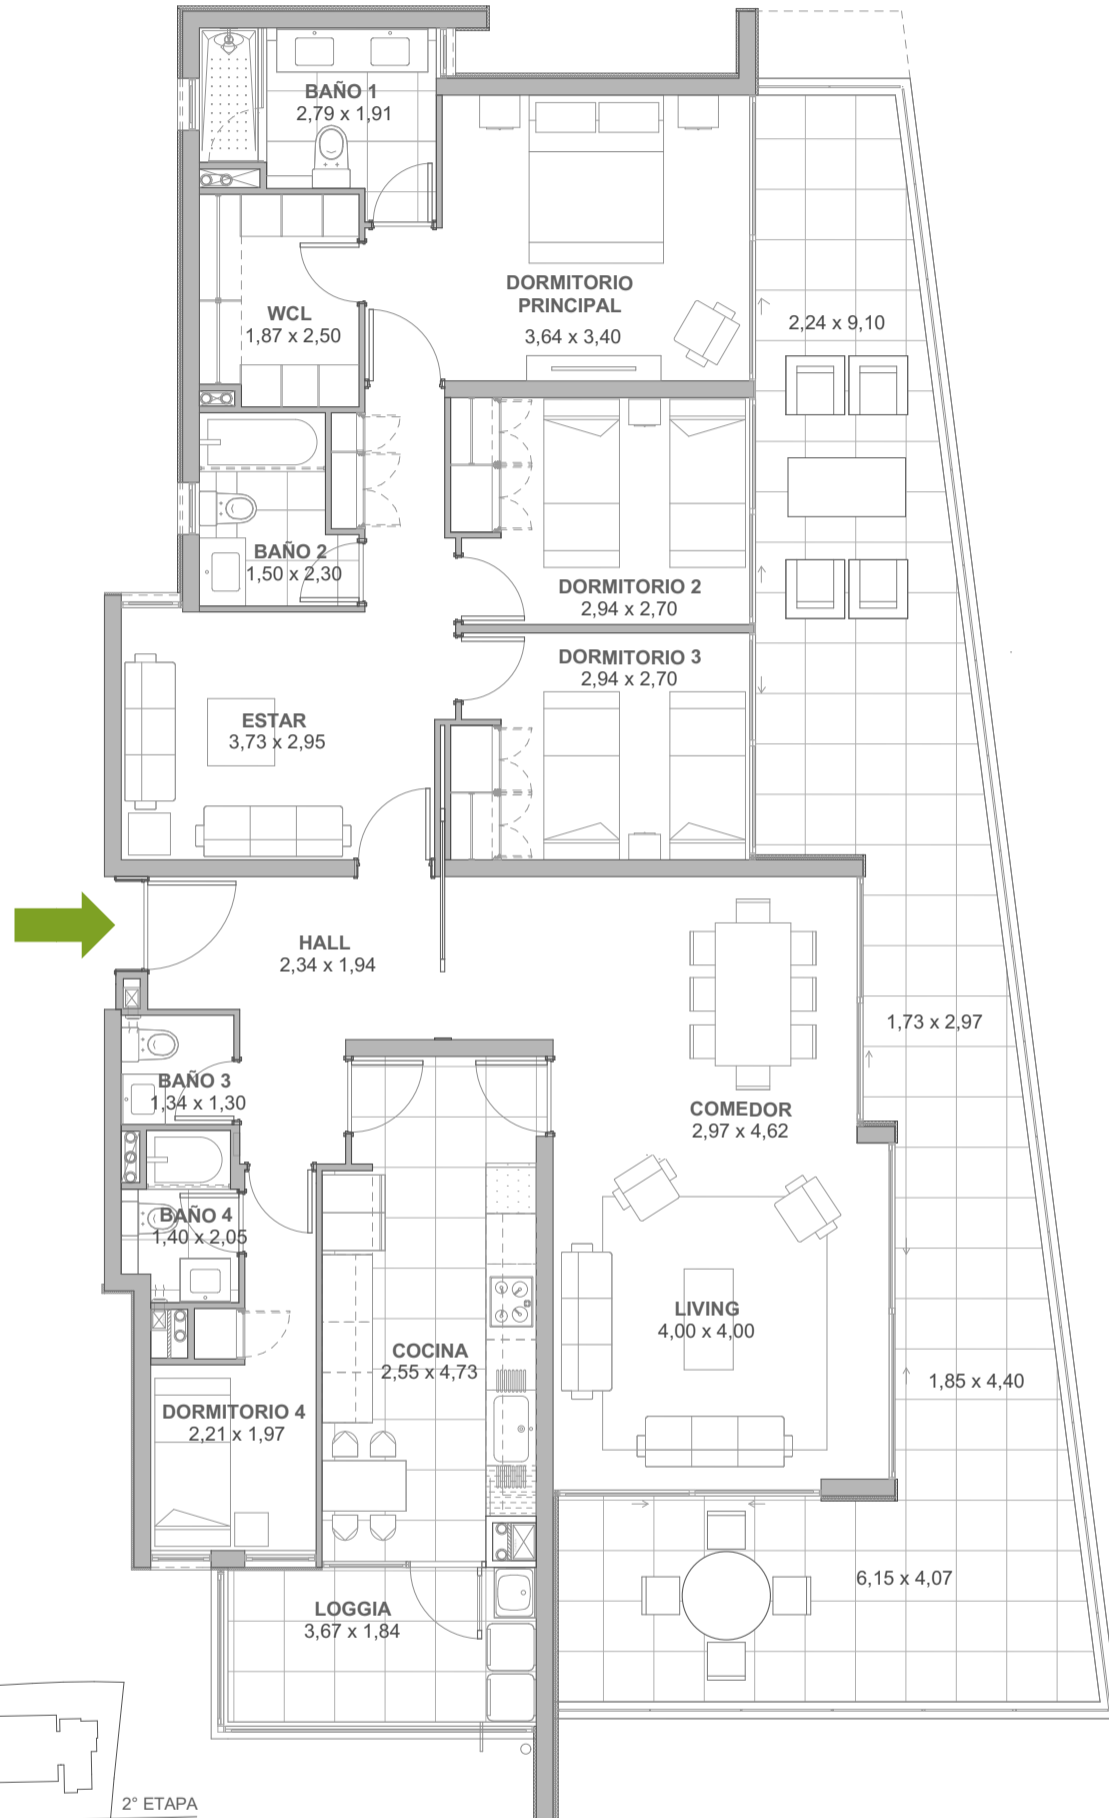 BAÑO 1
2,79 x 1,91
WCL
1,87 x 2,50
DORMITORIO
PRINCIPAL
3,64 x 3,40
2,24 x 9,10
BAÑO 2
1,50 x 2,30
DORMITORIO 2
2,94 x 2,70
DORMITORIO 3
2,94 x 2,70
ESTAR
3,73 x 2,95
HALL
2,34 x 1,94
1,73 x 2,97
BAÑO 3
1,34 x 1,30
COMEDOR
2,97 x 4,62
BAÑO 4
1,40 x 2,05
LIVING
4,00 x 4,00
COCINA
2,55 x 4,73
1,85 x 4,40
DORMITORIO 4
2,21 x 1,97
6,15 x 4,07
LOGGIA
3,67 x 1,84
2° ETAPA